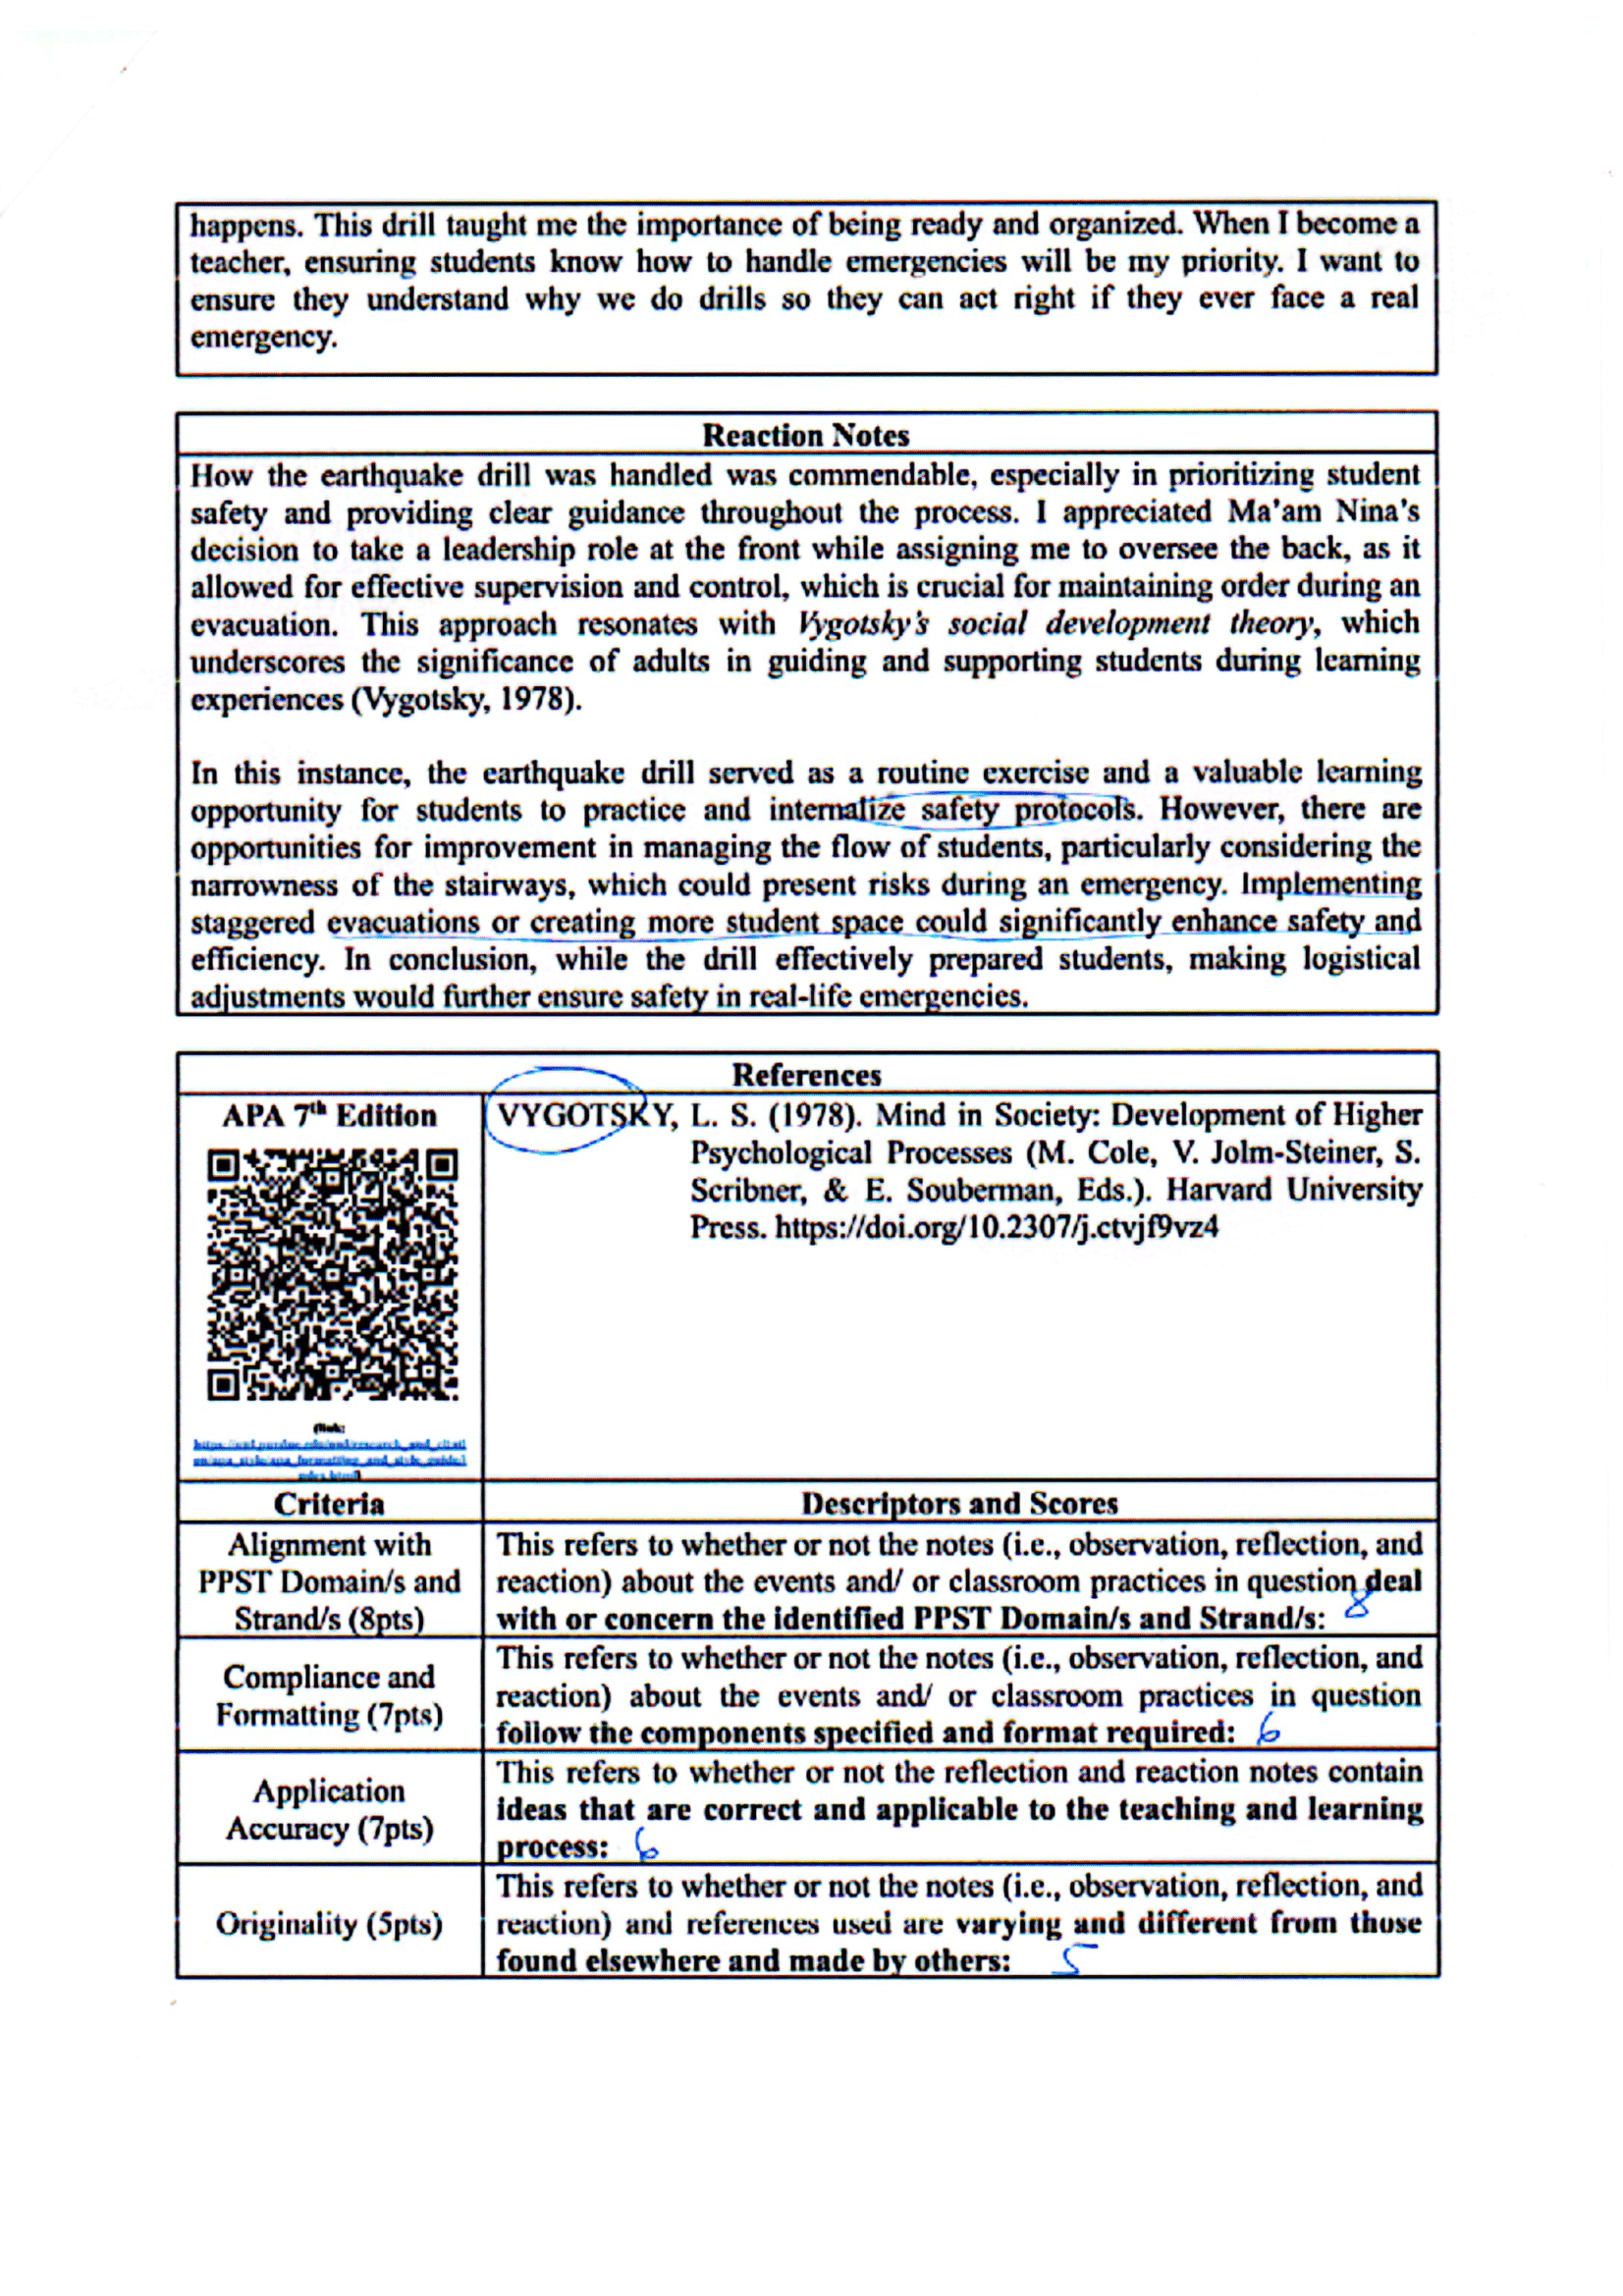 happens. This drill taught me the importance of being ready and organized. When I become a
teacher, ensuring students know how to handle emergencies will be my priority. I want to
ensure they understand why we do drills so they can act right if they ever face a real
emergency.
Reaction Notes
How the earthquake drill was handled was commendable, especially in prioritizing student
safety and providing clear guidance throughout the process. I appreciated Ma'am Nina's
decision to take a leadership role at the front while assigning me to oversee the back, as it
allowed for effective supervision and control, which is crucial for maintaining order during an
evacuation. This approach resonates with Vygotsky's social development theory, which
underscores the significance of adults in guiding and supporting students during learning
experiences (Vygotsky, 1978).
In this instance, the earthquake drill served as a routine exercise and a valuable learning
opportunity for students to practice and internalize safety protocols. However, there are
opportunities for improvement in managing the flow of students, particularly considering the
narrowness of the stairways, which could present risks during an emergency. Implementing
staggered evacuations or creating more student space could significantly enhance safety and
efficiency. In conclusion, while the drill effectively prepared students, making logistical
adjustments would further ensure safety in real-life emergencies.
References
APA 7th Edition
(link:
https://owl.purdue.edu/owl/research_and_citati
on/apa_style/apa_formatting_and_style_guide/i
ndex.html)
VYGOTSKY, L. S. (1978). Mind in Society: Development of Higher
Psychological Processes (M. Cole, V. Jolm-Steiner, S.
Scribner, & E. Souberman, Eds.). Harvard University
Press. https://doi.org/10.2307/j.ctvjf9vz4
Criteria
Descriptors and Scores
Alignment with
PPST Domain/s and
Strand/s (8pts)
This refers to whether or not the notes (i.e., observation, reflection, and
reaction) about the events and/ or classroom practices in question deal
with or concern the identified PPST Domain/s and Strand/s: 8
Compliance and
Formatting (7pts)
This refers to whether or not the notes (i.e., observation, reflection, and
reaction) about the events and/ or classroom practices in question
follow the components specified and format required: 6
Application
Accuracy (7pts)
This refers to whether or not the reflection and reaction notes contain
ideas that are correct and applicable to the teaching and learning
process: 6
Originality (5pts)
This refers to whether or not the notes (i.e., observation, reflection, and
reaction) and references used are varying and different from those
found elsewhere and made by others: 5